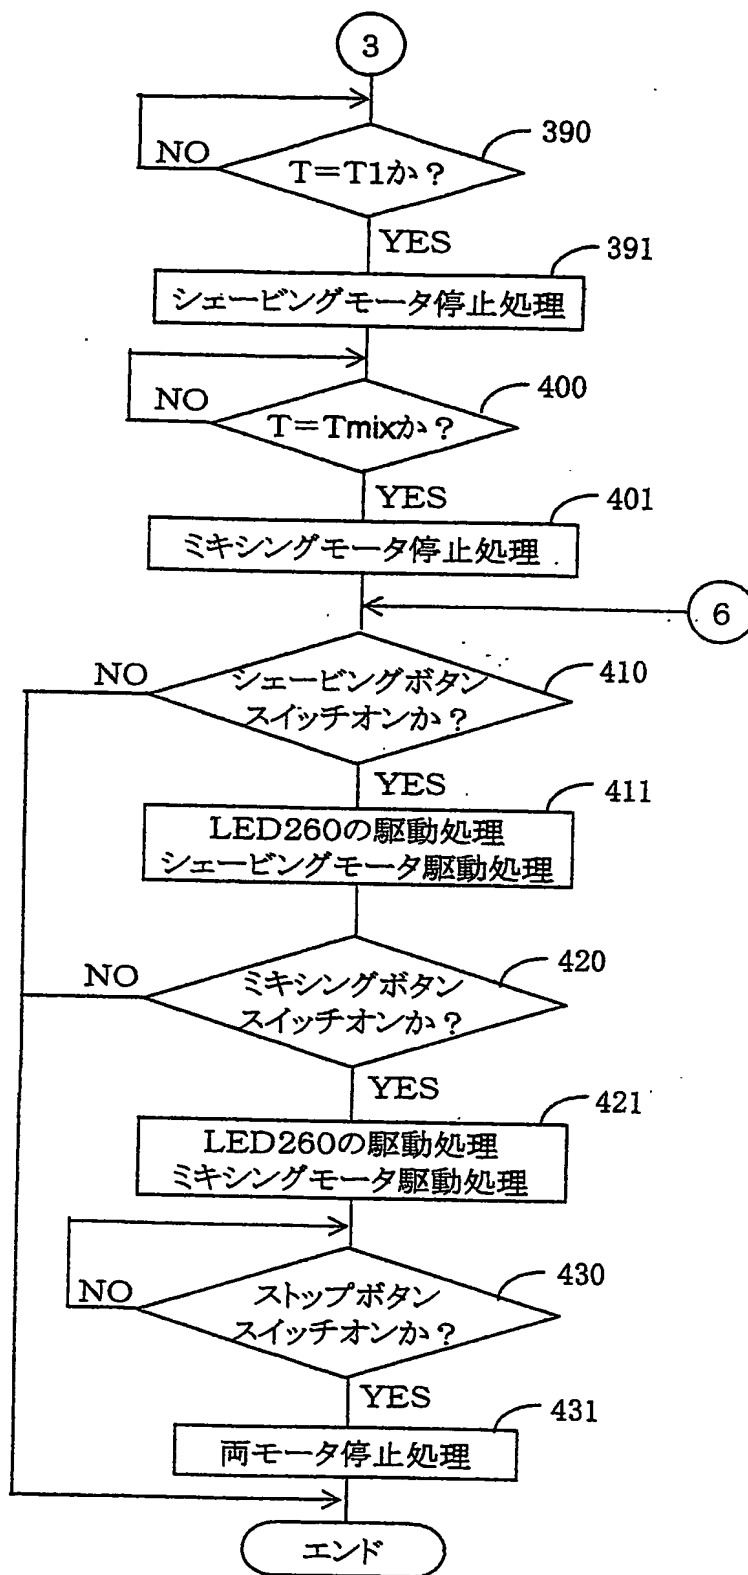 3
390
NO
T=T1か？
YES
391
シェービングモータ停止処理
400
NO
T=Tmixか？
YES
401
ミキシングモータ停止処理
6
NO
シェービングボタン
スイッチオンか？
410
YES
411
LED260の駆動処理
シェービングモータ駆動処理
NO
ミキシングボタン
スイッチオンか？
420
YES
421
LED260の駆動処理
ミキシングモータ駆動処理
NO
ストップボタン
スイッチオンか？
430
YES
431
両モータ停止処理
エンド